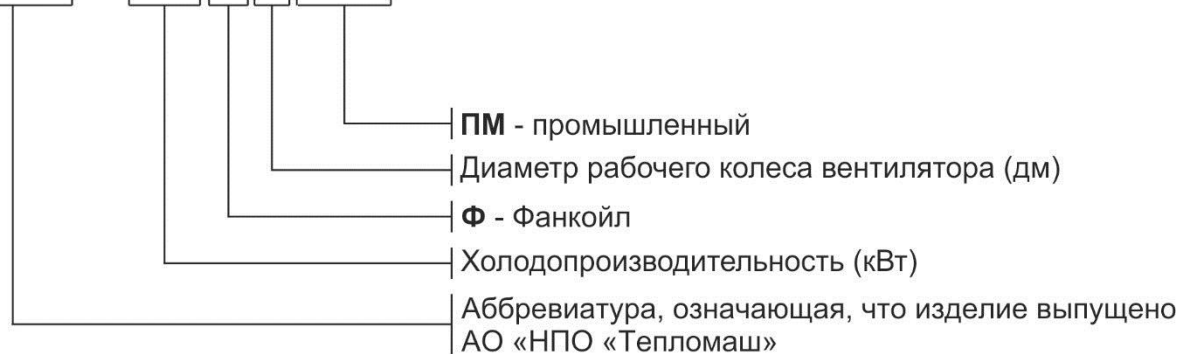 ПМ - промышленный
Диаметр рабочего колеса вентилятора (дм)
Ф - Фанкойл
Холодопроизводительность (кВт)
Аббревиатура, означающая, что изделие выпущено
АО «НПО «Тепломаш»